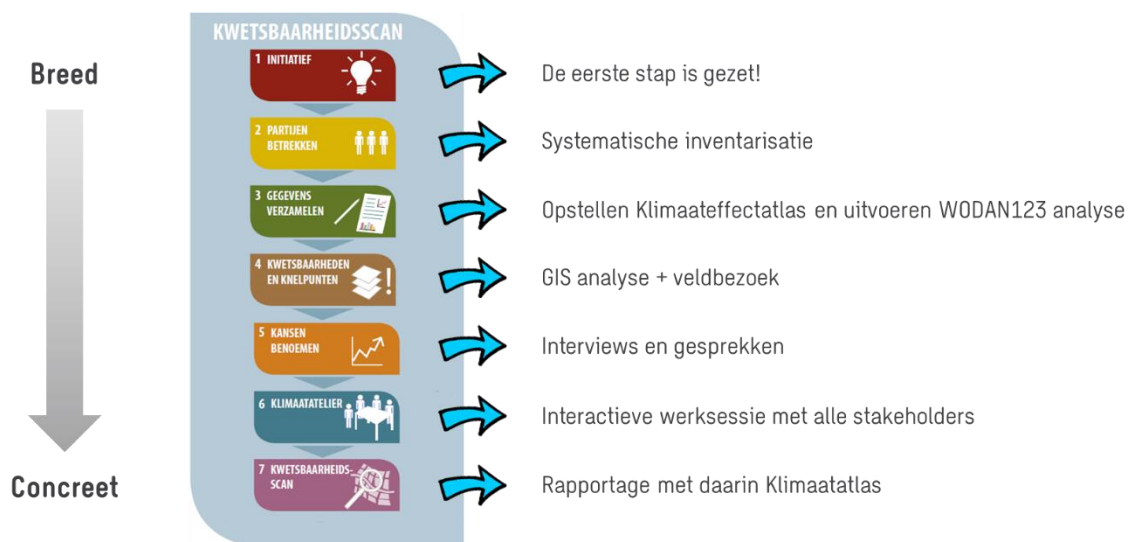 KWETSBAARHEIDSSCAN
Breed
1 INITIATIEF
De eerste stap is gezet!
2 PARTIJEN
BETREKKEN
Systematische inventarisatie
3 GEGEVENS
VERZAMELEN
Opstellen Klimaateffectatlas en uitvoeren WODAN123 analyse
4 KWETSBAARHEDEN
EN KNELPUNTEN
GIS analyse + veldbezoek
5 KANSEN
BENOEMEN
Interviews en gesprekken
6 KLIMAATATELIER
Interactieve werksessie met alle stakeholders
7 KWETSBAARHEIDS-
SCAN
Rapportage met daarin Klimaatatlas
Concreet